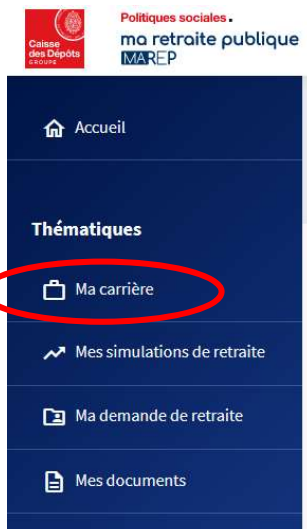 Caisse
des Dépôts
GROUPE
Politiques sociales.
ma retraite publique
MAREP
Accueil
Thématiques
Ma carrière
Mes simulations de retraite
Ma demande de retraite
Mes documents